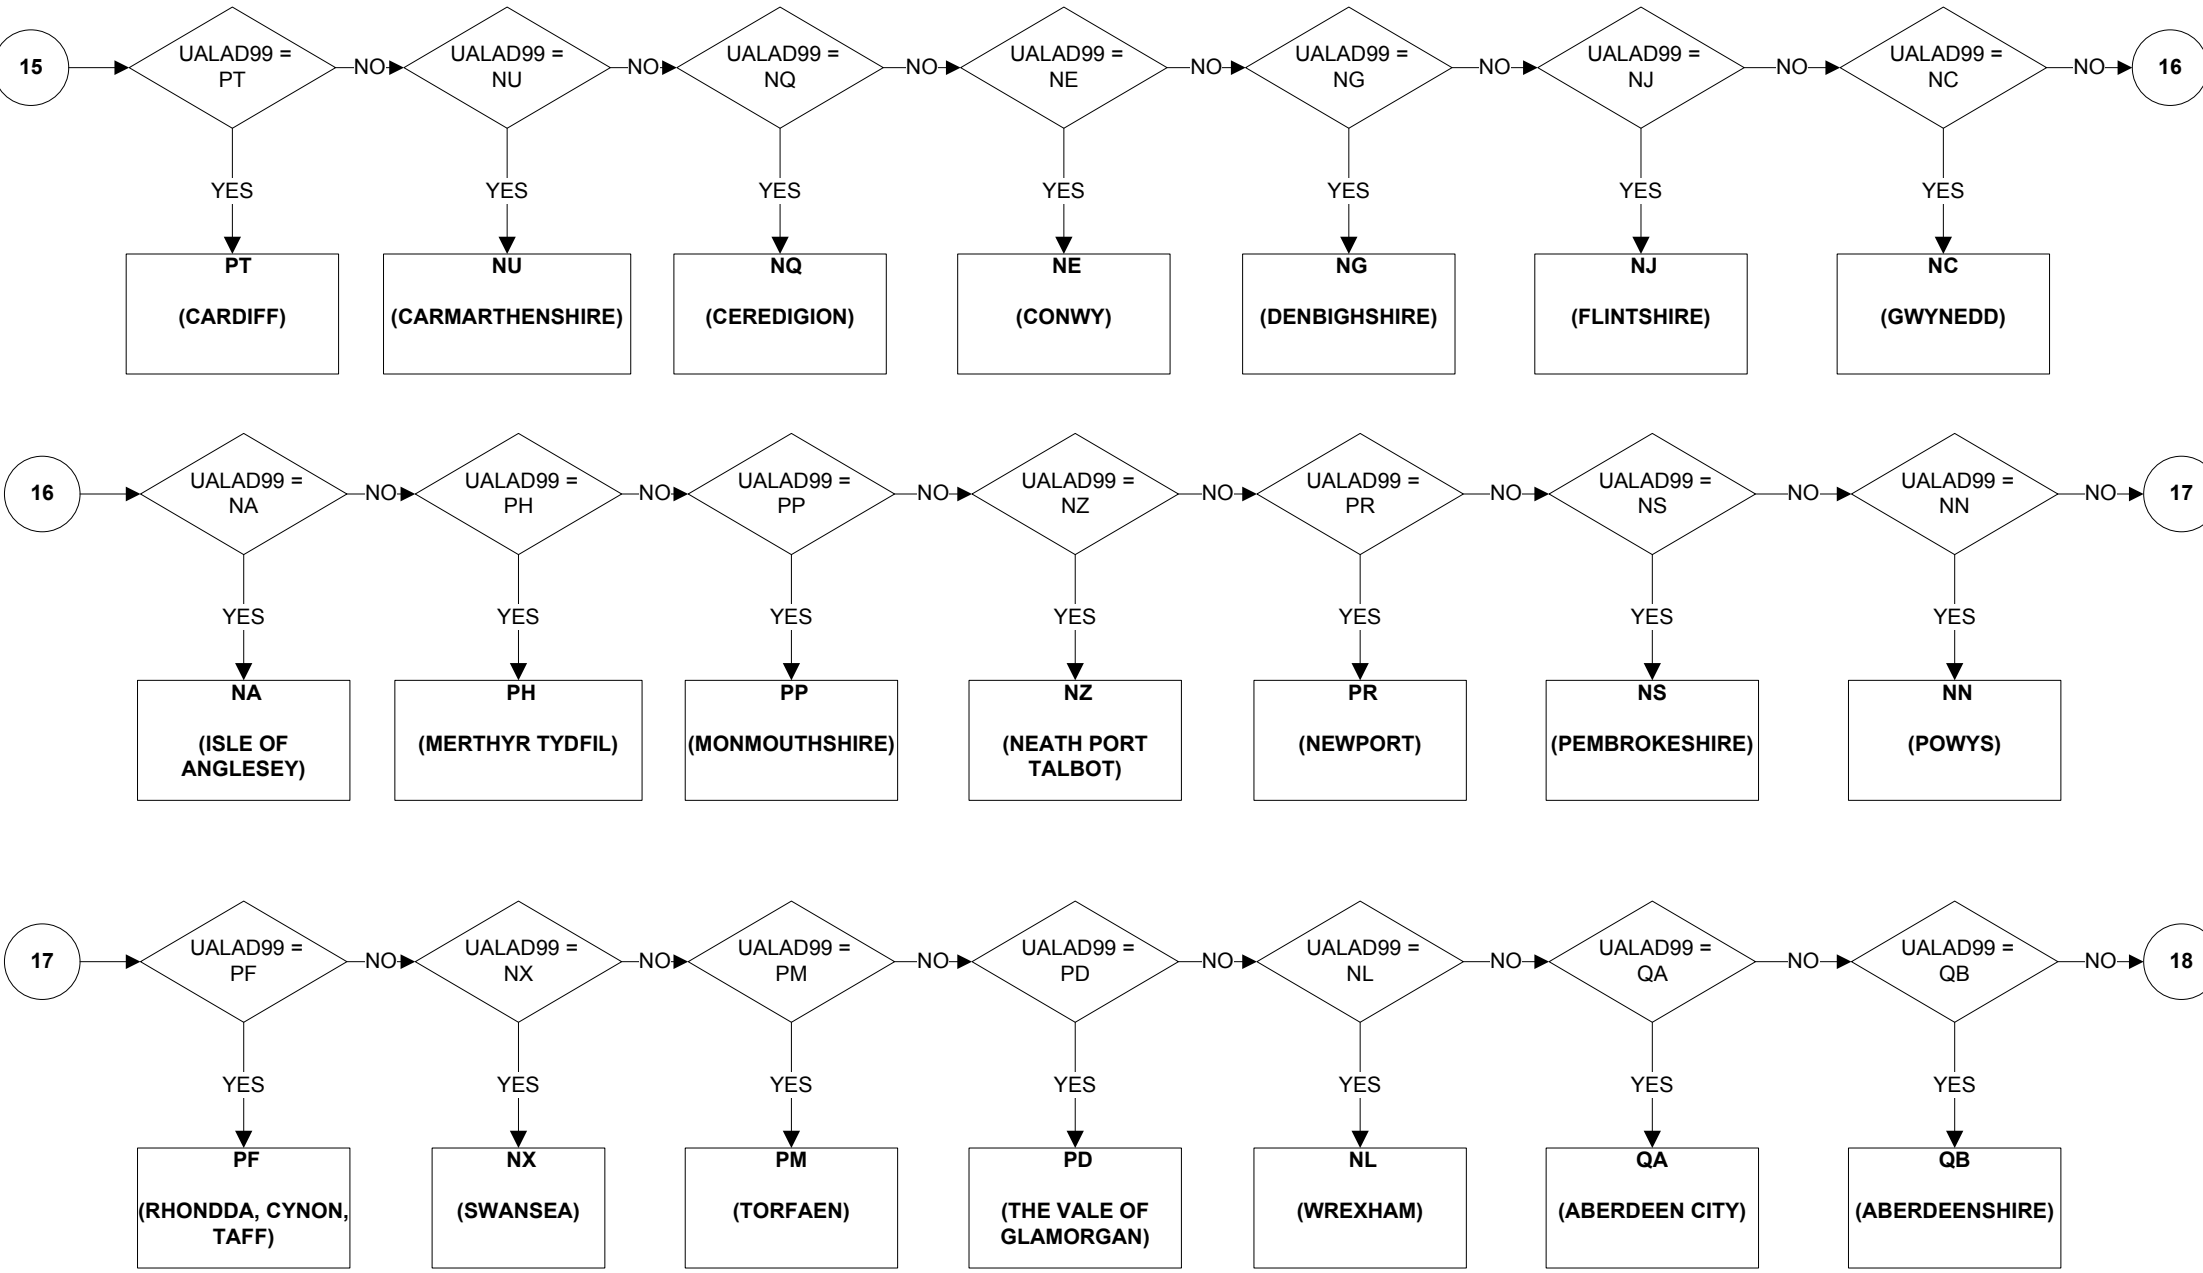 15
UALAD99 =
PT
NO
UALAD99 =
NU
NO
UALAD99 =
NQ
NO
UALAD99 =
NE
NO
UALAD99 =
NG
NO
UALAD99 =
NJ
NO
UALAD99 =
NC
NO
16
YES
YES
YES
YES
YES
YES
YES
PT
(CARDIFF)
NU
(CARMARTHENSHIRE)
NQ
(CEREDIGION)
NE
(CONWY)
NG
(DENBIGHSHIRE)
NJ
(FLINTSHIRE)
NC
(GWYNEDD)
16
UALAD99 =
NA
NO
UALAD99 =
PH
NO
UALAD99 =
PP
NO
UALAD99 =
NZ
NO
UALAD99 =
PR
NO
UALAD99 =
NS
NO
UALAD99 =
NN
NO
17
YES
YES
YES
YES
YES
YES
YES
NA
(ISLE OF
ANGLESEY)
PH
(MERTHYR TYDFIL)
PP
(MONMOUTHSHIRE)
NZ
(NEATH PORT
TALBOT)
PR
(NEWPORT)
NS
(PEMBROKESHIRE)
NN
(POWYS)
17
UALAD99 =
PF
NO
UALAD99 =
NX
NO
UALAD99 =
PM
NO
UALAD99 =
PD
NO
UALAD99 =
NL
NO
UALAD99 =
QA
NO
UALAD99 =
QB
NO
18
YES
YES
YES
YES
YES
YES
YES
PF
(RHONDDA, CYNON,
TAFF)
NX
(SWANSEA)
PM
(TORFAEN)
PD
(THE VALE OF
GLAMORGAN)
NL
(WREXHAM)
QA
(ABERDEEN CITY)
QB
(ABERDEENSHIRE)